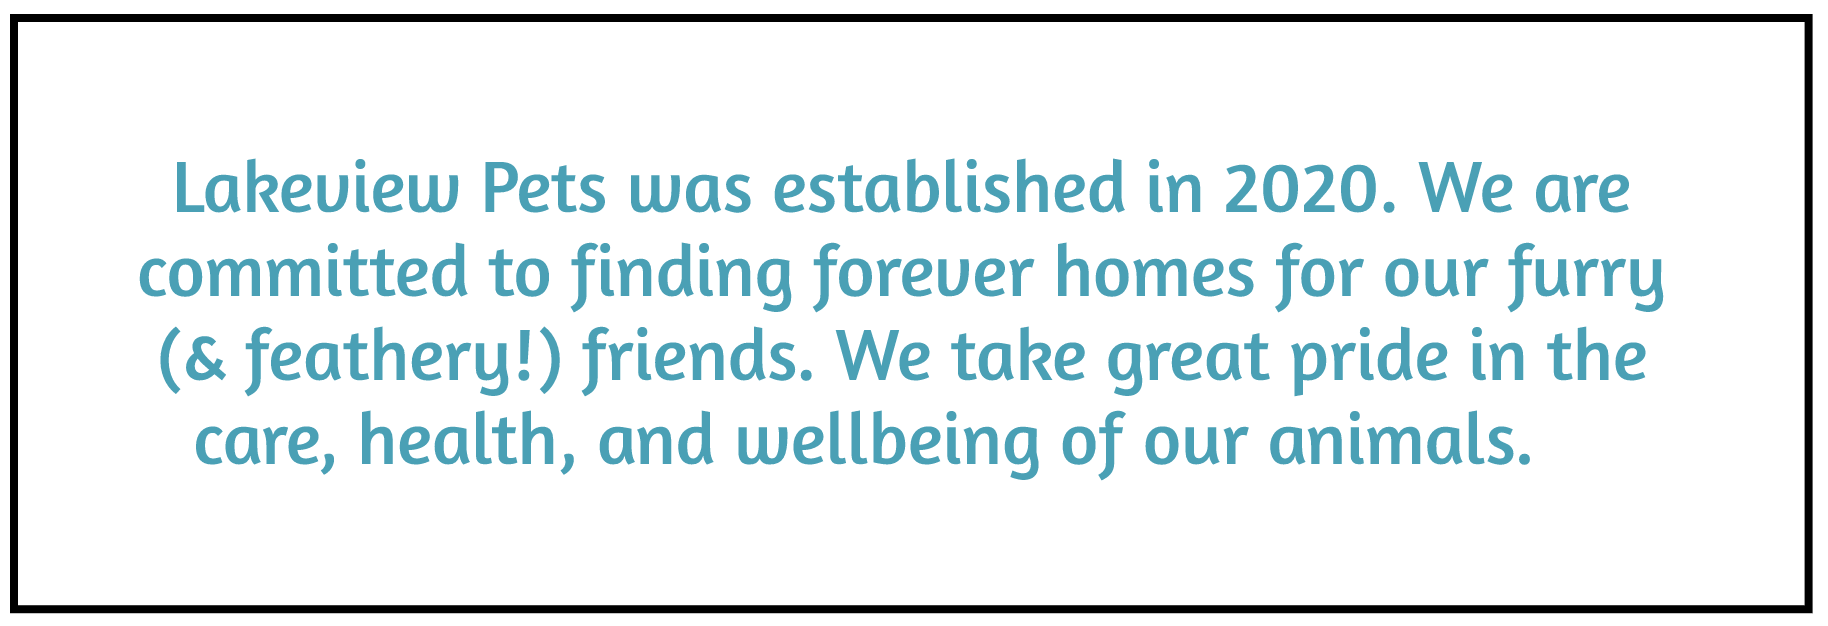 Lakeview Pets was established in 2020. We are
committed to finding forever homes for our furry
(& feathery!) friends. We take great pride in the
care, health, and wellbeing of our animals.